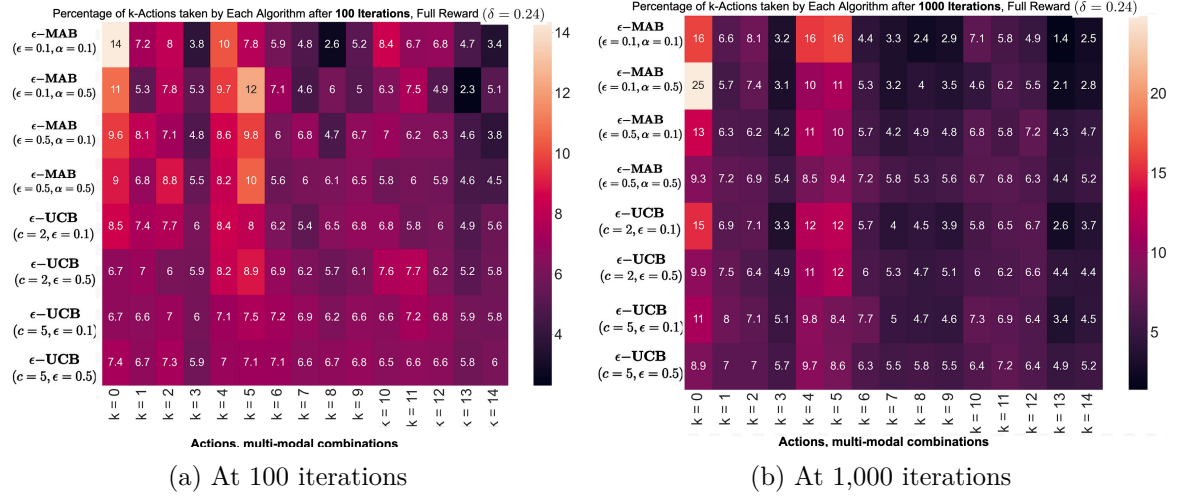 Percentage of k-Actions taken by Each Algorithm after 100 Iterations, Full Reward (δ = 0.24)
ϵ−MAB
(ϵ = 0.1, α = 0.1)
14 7.2 8 3.8 10 7.8 5.9 4.8 2.6 5.2 8.4 6.7 6.8 4.7 3.4
ϵ−MAB
(ϵ = 0.1, α = 0.5)
11 5.3 7.8 5.3 9.7 12 7.1 4.6 6 5 6.3 7.5 4.9 2.3 5.1
ϵ−MAB
(ϵ = 0.5, α = 0.1)
9.6 8.1 7.1 4.8 8.6 9.8 6 6.8 4.7 6.7 7 6.2 6.3 4.6 3.8
ϵ−MAB
(ϵ = 0.5, α = 0.5)
9 6.8 8.8 5.5 8.2 10 5.6 6 6.1 6.5 5.8 6 5.9 4.6 4.5
ϵ−UCB
(c = 2, ϵ = 0.1)
8.5 7.4 7.7 6 8.4 8 6.2 5.4 6.2 6.8 6.8 5.8 6 4.9 5.6
ϵ−UCB
(c = 2, ϵ = 0.5)
6.7 7 6 5.9 8.2 8.9 6.9 6.2 5.7 6.1 7.6 7.7 6.2 5.2 5.8
ϵ−UCB
(c = 5, ϵ = 0.1)
6.7 6.6 7 6 7.1 7.5 7.2 6.9 6.2 6.6 6.6 7.2 6.8 5.9 5.8
ϵ−UCB
(c = 5, ϵ = 0.5)
7.4 6.7 7.3 5.9 7 7.1 7.1 6.6 6.7 6.8 6.5 6.6 6.6 5.8 6
k = 0 k = 1 k = 2 k = 3 k = 4 k = 5 k = 6 k = 7 k = 8 k = 9 k = 10 k = 11 k = 12 k = 13 k = 14
Actions, multi-modal combinations
14
12
10
8
6
4
(a) At 100 iterations
Percentage of k-Actions taken by Each Algorithm after 1000 Iterations, Full Reward (δ = 0.24)
ϵ−MAB
(ϵ = 0.1, α = 0.1)
16 6.6 8.1 3.2 16 16 4.4 3.3 2.4 2.9 7.1 5.8 4.9 1.4 2.5
ϵ−MAB
(ϵ = 0.1, α = 0.5)
25 5.7 7.4 3.1 10 11 5.7 3.2 4 3.5 4.6 6.5 5.2 2.1 2.8
ϵ−MAB
(ϵ = 0.5, α = 0.1)
13 6.3 6.2 4.2 11 10 5.7 4.2 4.9 4.8 6.8 5.8 7.2 4.3 4.7
ϵ−MAB
(ϵ = 0.5, α = 0.5)
9.3 7.2 6.9 5.4 8.5 9.4 7.2 5.8 5.3 5.6 6.7 6.8 6.3 4.4 5.2
ϵ−UCB
(c = 2, ϵ = 0.1)
15 6.9 7.1 3.3 12 12 5.7 4 4.5 3.9 5.7 6.5 6.7 2.6 3.7
ϵ−UCB
(c = 2, ϵ = 0.5)
9.9 7.5 6.4 4.9 11 12 6 5.3 4.7 5.1 6 6.2 6.6 4.4 4.4
ϵ−UCB
(c = 5, ϵ = 0.1)
11 8 7.1 5.1 9.8 8.4 7.7 5 4.7 4.6 7.3 6.9 6.4 3.4 4.5
ϵ−UCB
(c = 5, ϵ = 0.5)
8.9 7 7 5.7 9.7 8.6 6.3 5.9 5.5 5.9 6.4 7.2 6.7 4.9 5.2
k = 0 k = 1 k = 2 k = 3 k = 4 k = 5 k = 6 k = 7 k = 8 k = 9 k = 10 k = 11 k = 12 k = 13 k = 14
Actions, multi-modal combinations
20
15
10
5
(b) At 1,000 iterations